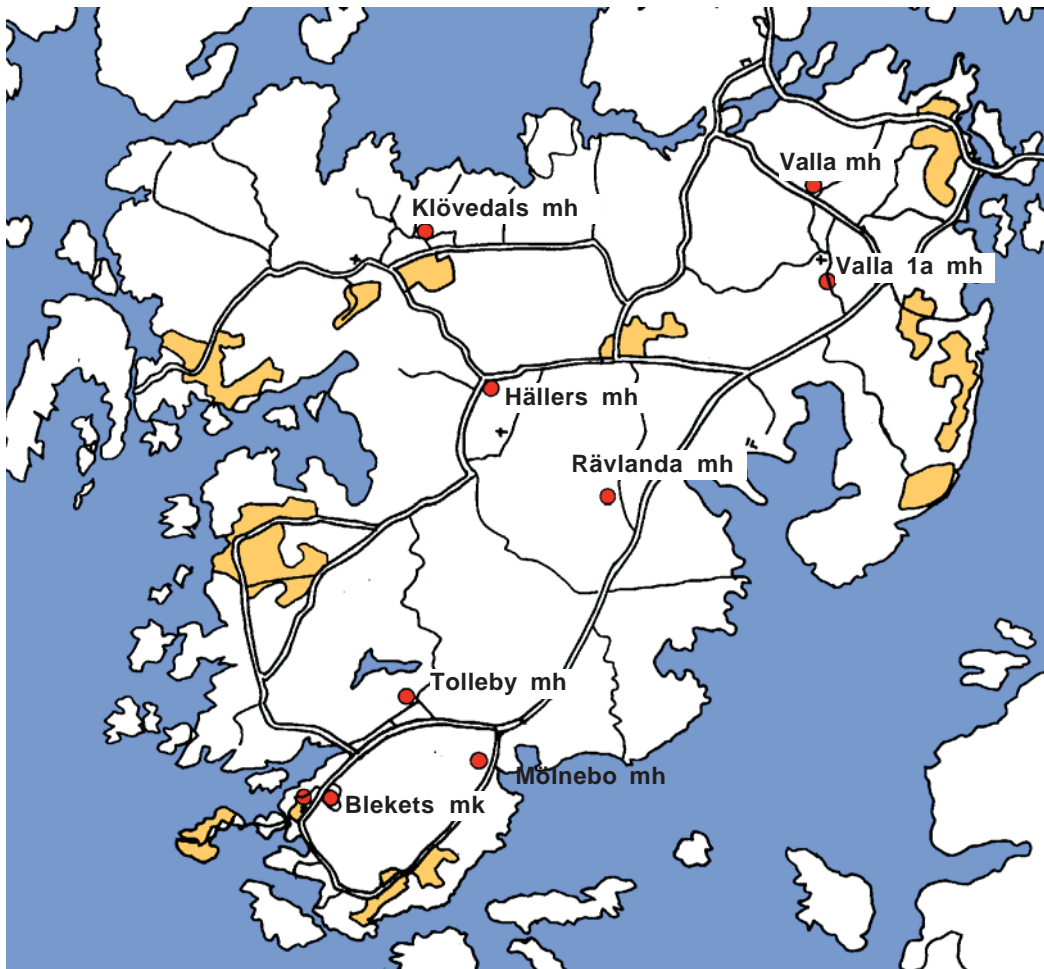 Valla mh
Klövedals mh
Valla 1a mh
Hällers mh
Rävlanda mh
Tolleby mh
Mölnebo mh
Blekets mk